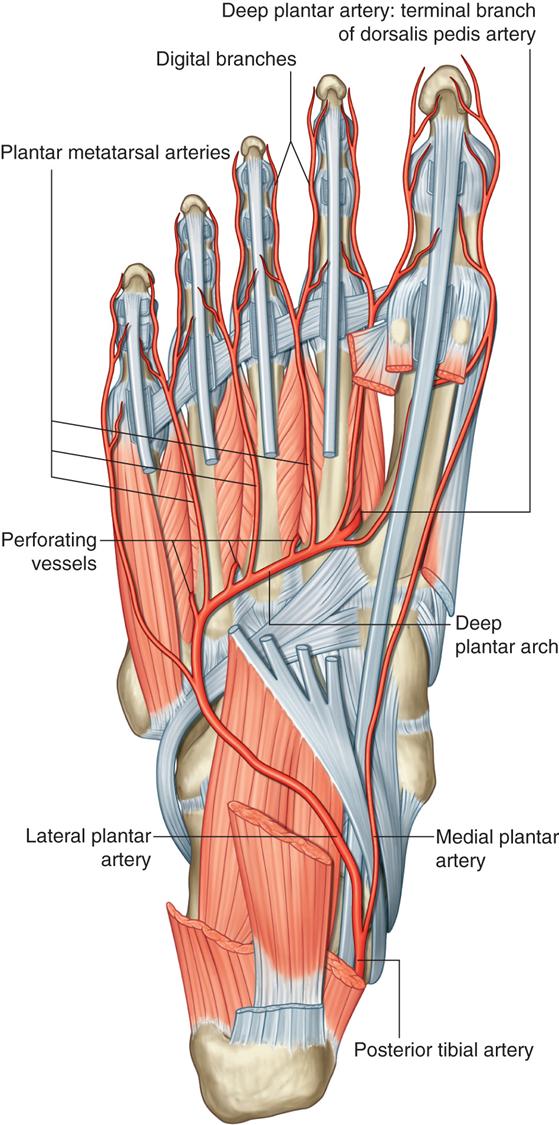 Deep plantar artery: terminal branch
of dorsalis pedis artery
Digital branches
Plantar metatarsal arteries
Perforating
vessels
Deep
plantar arch
Lateral plantar
artery
Medial plantar
artery
Posterior tibial artery